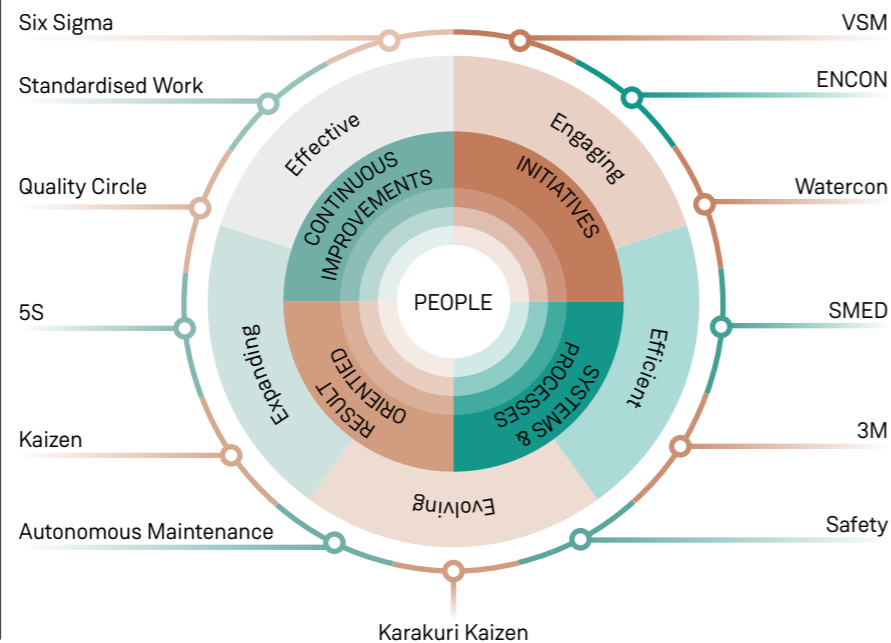 Six Sigma
VSM
Standardised Work
ENCON
Quality Circle
Watercon
5S
SMED
Kaizen
3M
Autonomous Maintenance
Safety
Karakuri Kaizen
Effective
Engaging
Efficient
Evolving
Expanding
CONTINUOUS
IMPROVEMENTS
INITIATIVES
SYSTEMS &
PROCESSES
RESULT
ORIENTIED
PEOPLE